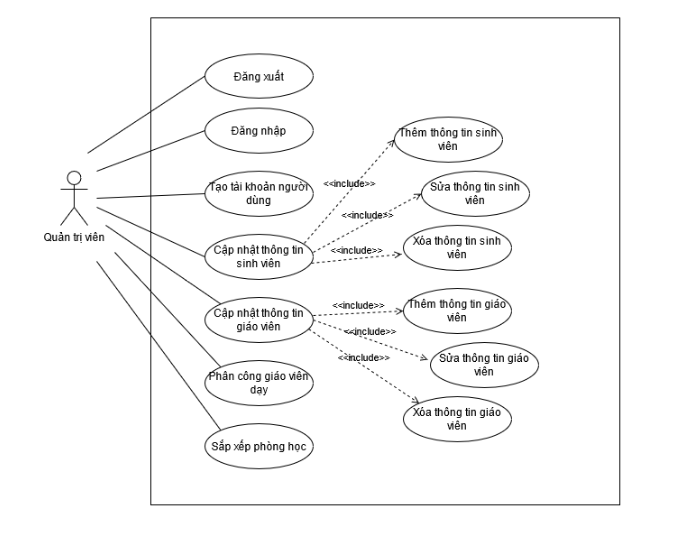 Đăng xuất
Đăng nhập
Tạo tài khoản người
dùng
Quản trị viên
Cập nhật thông tin
sinh viên
Cập nhật thông tin
giáo viên
Phân công giáo viên
dạy
Sắp xếp phòng học
<<include>>
<<include>>
<<include>>
<<include>>
<<include>>
<<include>>
Thêm thông tin sinh
viên
Sửa thông tin sinh
viên
Xóa thông tin sinh
viên
Thêm thông tin giáo
viên
Sửa thông tin giáo
viên
Xóa thông tin giáo
viên